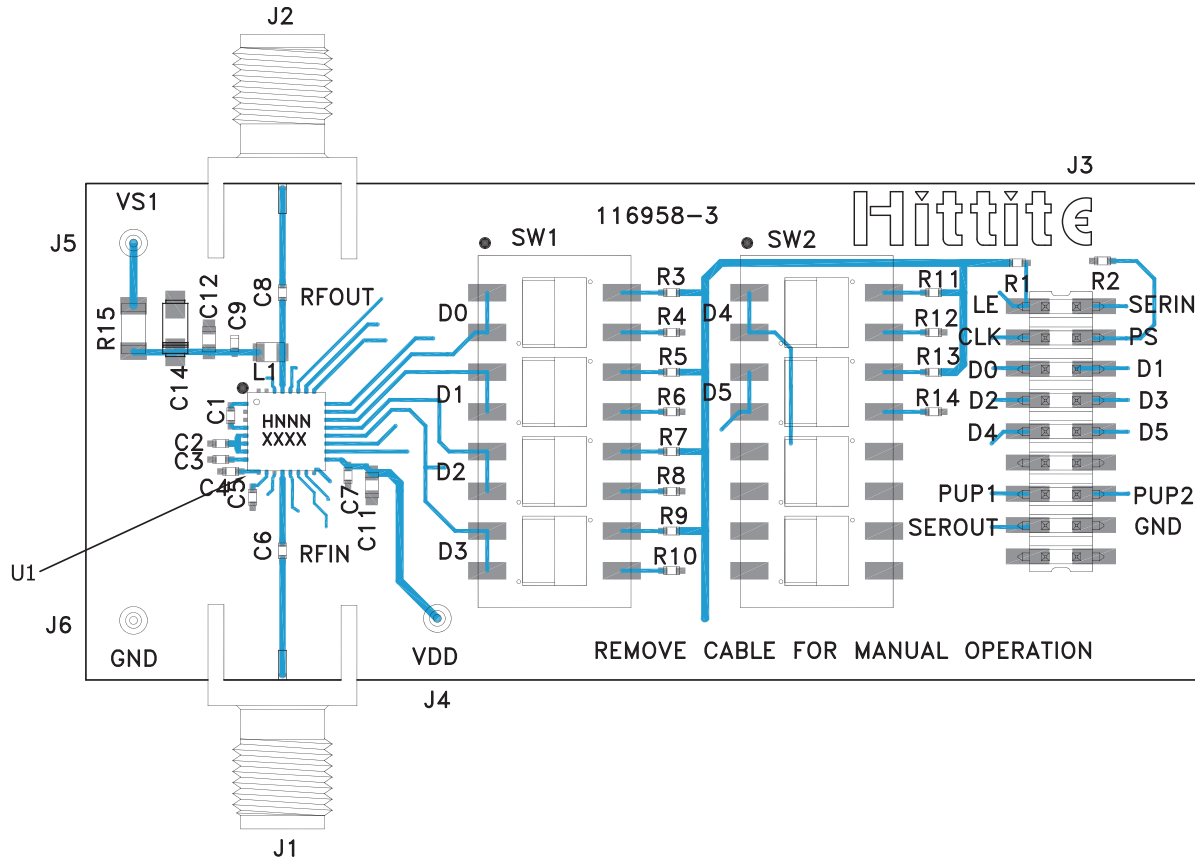 J2
J3
VS1
116958-3
Hittite
J5
SW1
SW2
R3
R11
R1
R2
C12
C9
C8
RFOUT
D0
D4
LE
SERIN
R15
R4
R12
CLK
PS
C14
L1
R5
R13
D0
D1
D1
D5
C1
HNNN
XXXX
R6
R14
D2
D3
C2
R7
D4
D5
C3
D2
C4
C5
C7
C11
R8
PUP1
PUP2
R9
SEROUT
GND
C6
RFIN
D3
R10
U1
J6
GND
VDD
REMOVE CABLE FOR MANUAL OPERATION
J4
J1